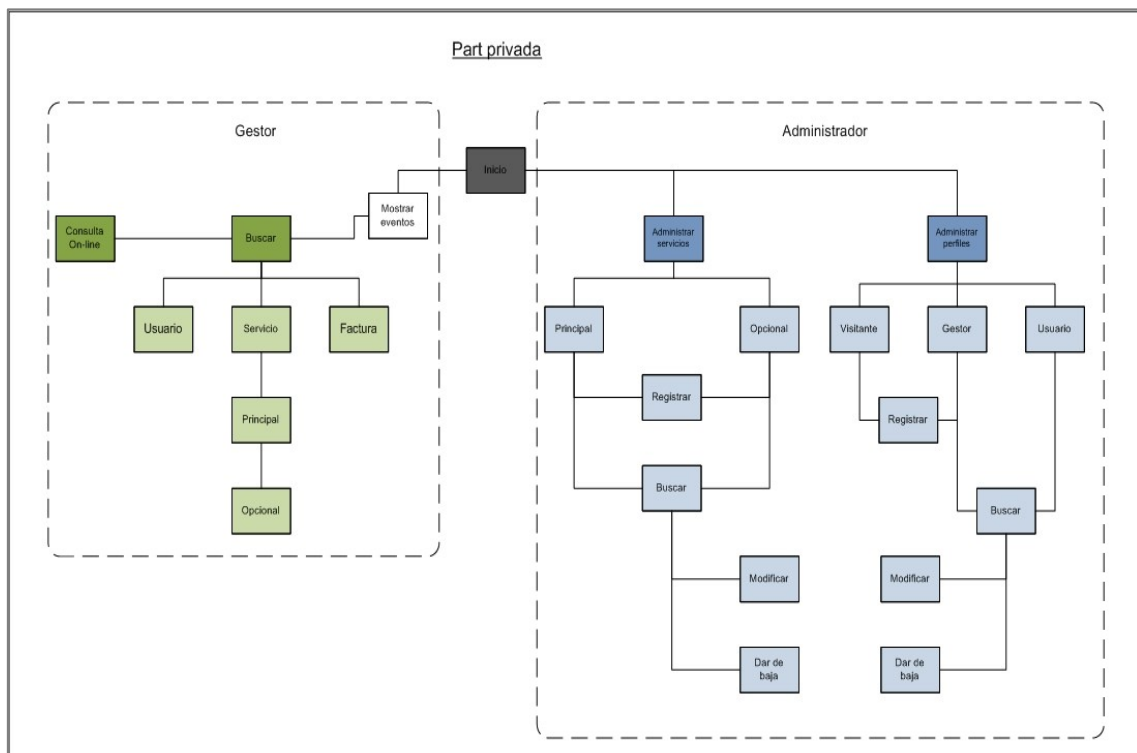 Part privada
Gestor
Administrador
Inicio
Mostrar
eventos
Consulta
On-line
Buscar
Administrar
servicios
Administrar
perfiles
Usuario
Servicio
Factura
Principal
Opcional
Visitante
Gestor
Usuario
Registrar
Principal
Registrar
Buscar
Opcional
Buscar
Modificar
Modificar
Dar de
baja
Dar de
baja